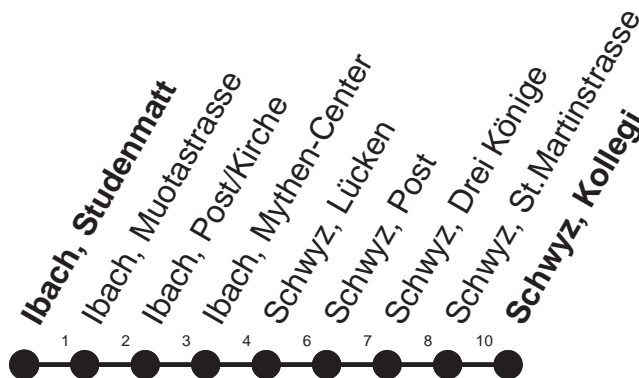 Ibach, Studenmatt
Ibach, Muotastrasse
Ibach, Post/Kirche
Ibach, Mythen-Center
Schwyz, Lücken
Schwyz, Post
Schwyz, Drei Könige
Schwyz, St.Martinstrasse
Schwyz, Kollegi
1 2 3 4 6 7 8 10